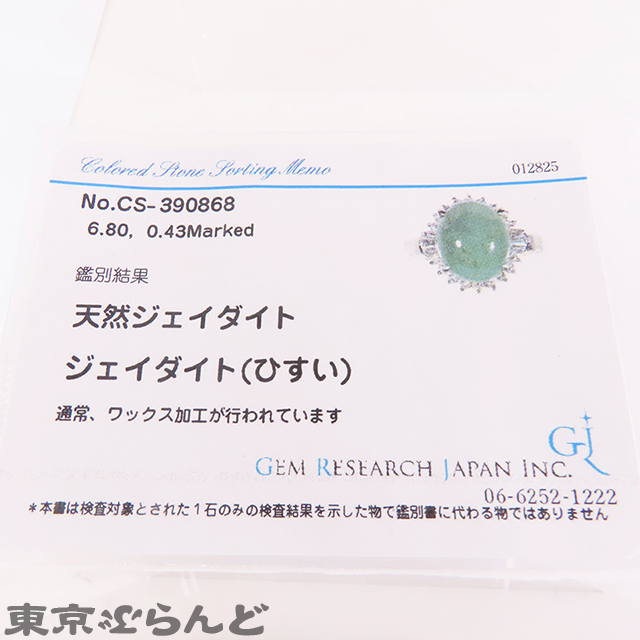 Colored Stone Sorting Memo
012825
No.CS-390868
6.80, 0.43Marked
鑑別結果
天然ジェイダイト
ジェイダイト(ひすい)
通常、ワックス加工が行われています
GJR
GEM RESEARCH JAPAN INC.
06-6252-1222
*本書は検査対象とされた1石のみの検査結果を示した物で鑑別書に代わる物ではありません
東京ぶらんど